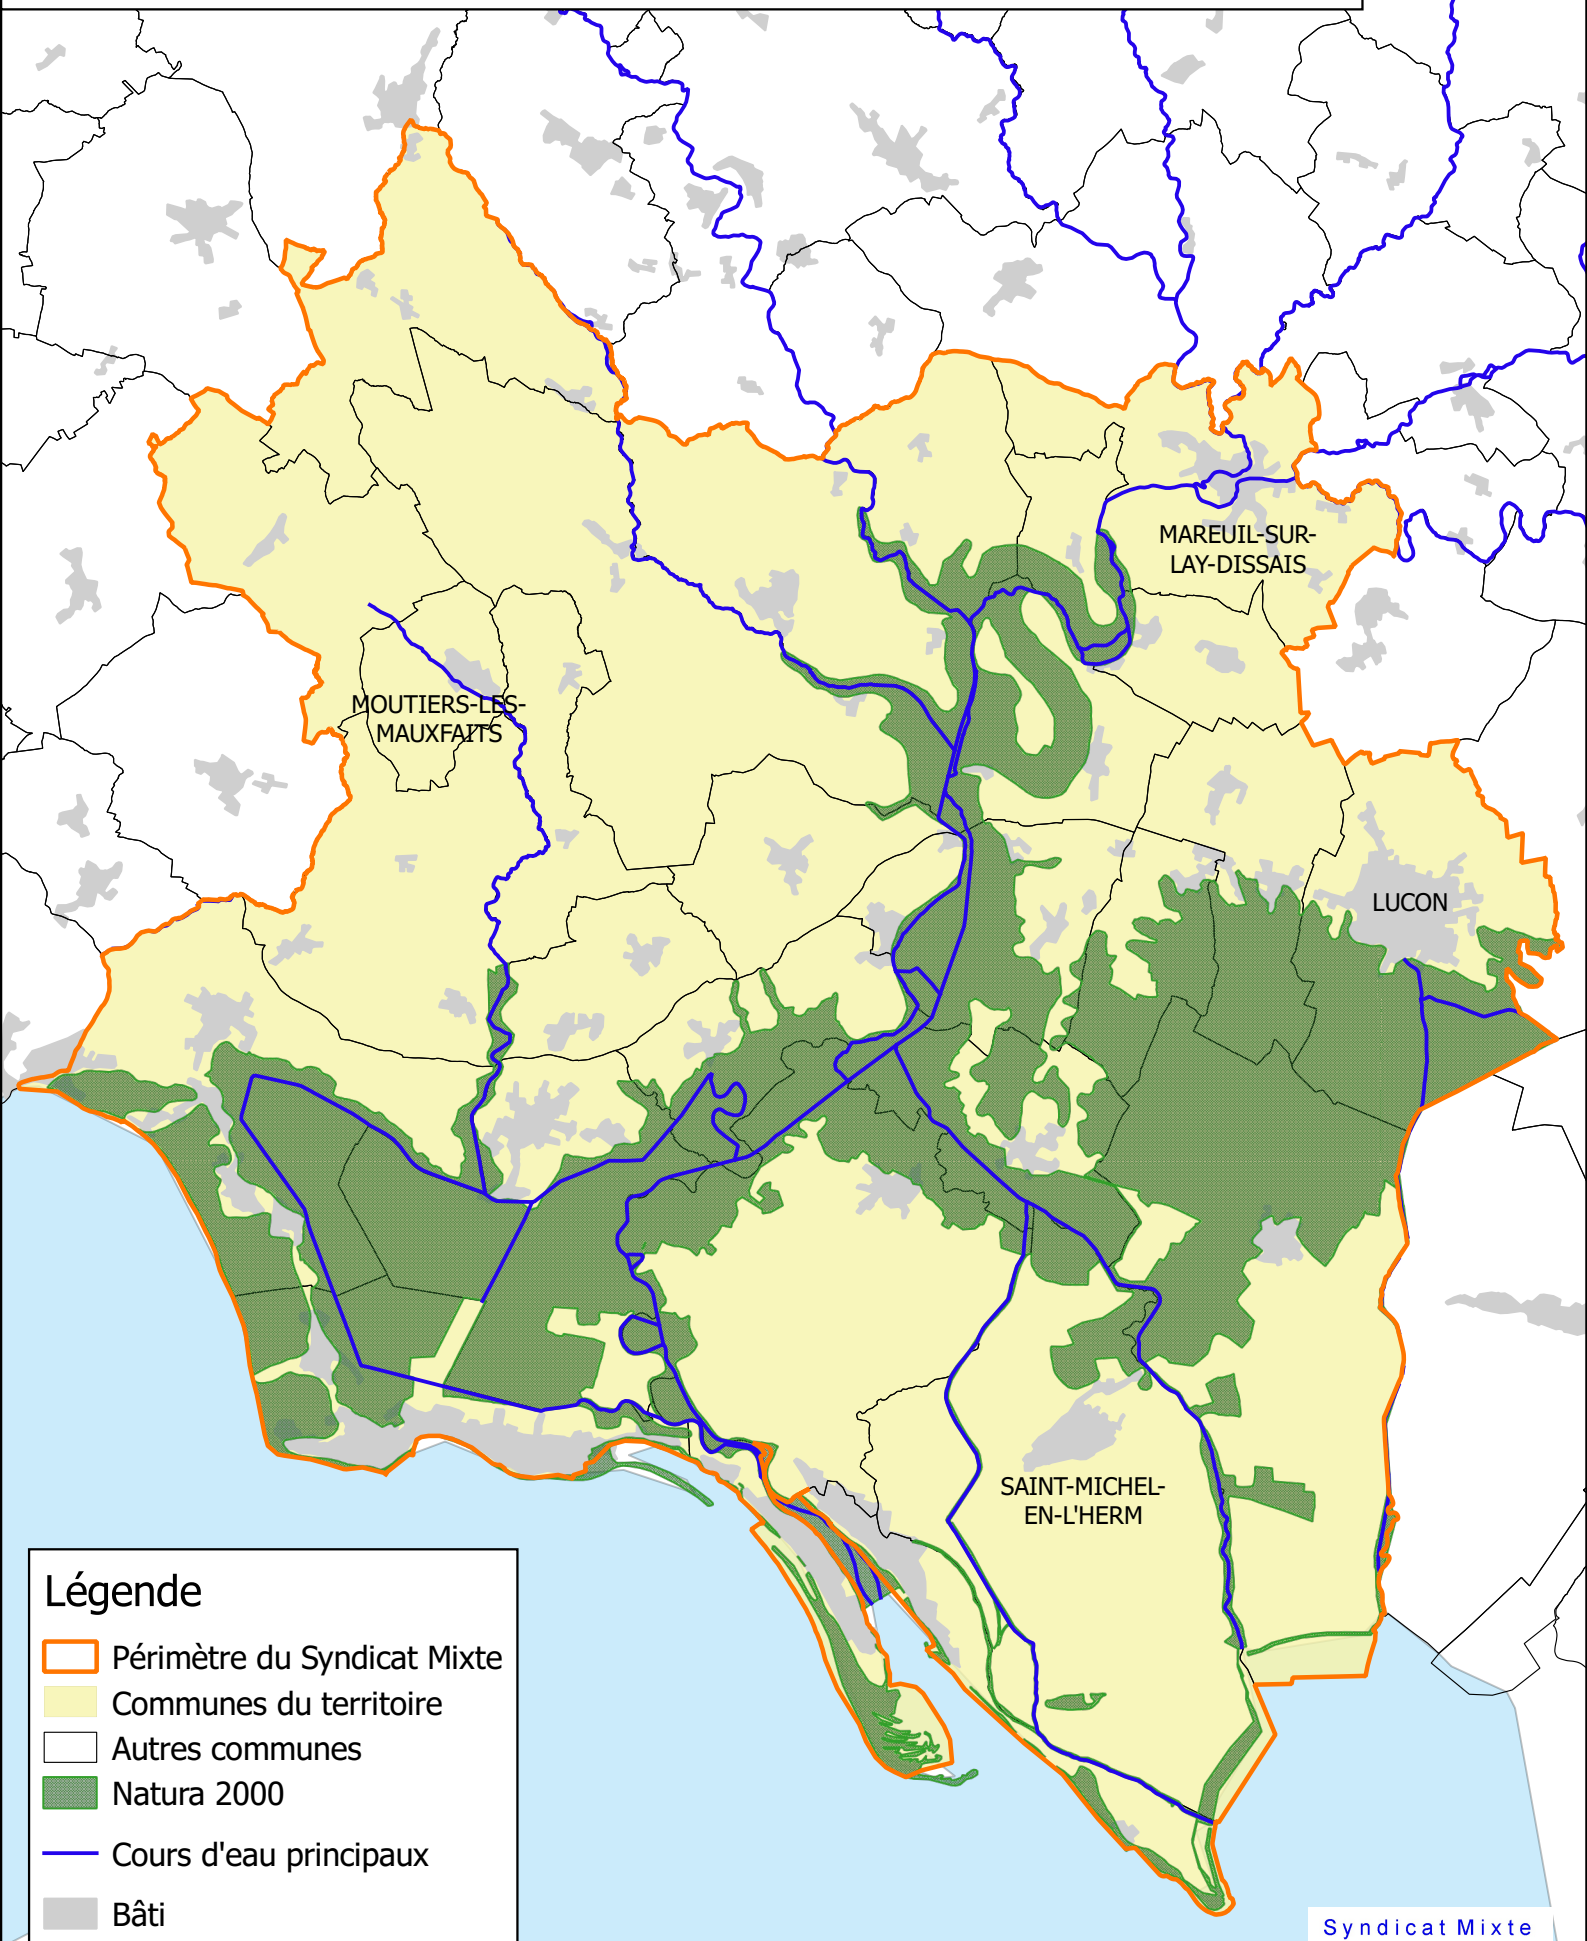 MAREUIL-SUR-
LAY-DISSAIS
MOUTIERS-LES-
MAUXFAITS
LUCON
SAINT-MICHEL-
EN-L'HERM
Légende
Périmètre du Syndicat Mixte
Communes du territoire
Autres communes
Natura 2000
Cours d'eau principaux
Bâti
Syndicat Mixte